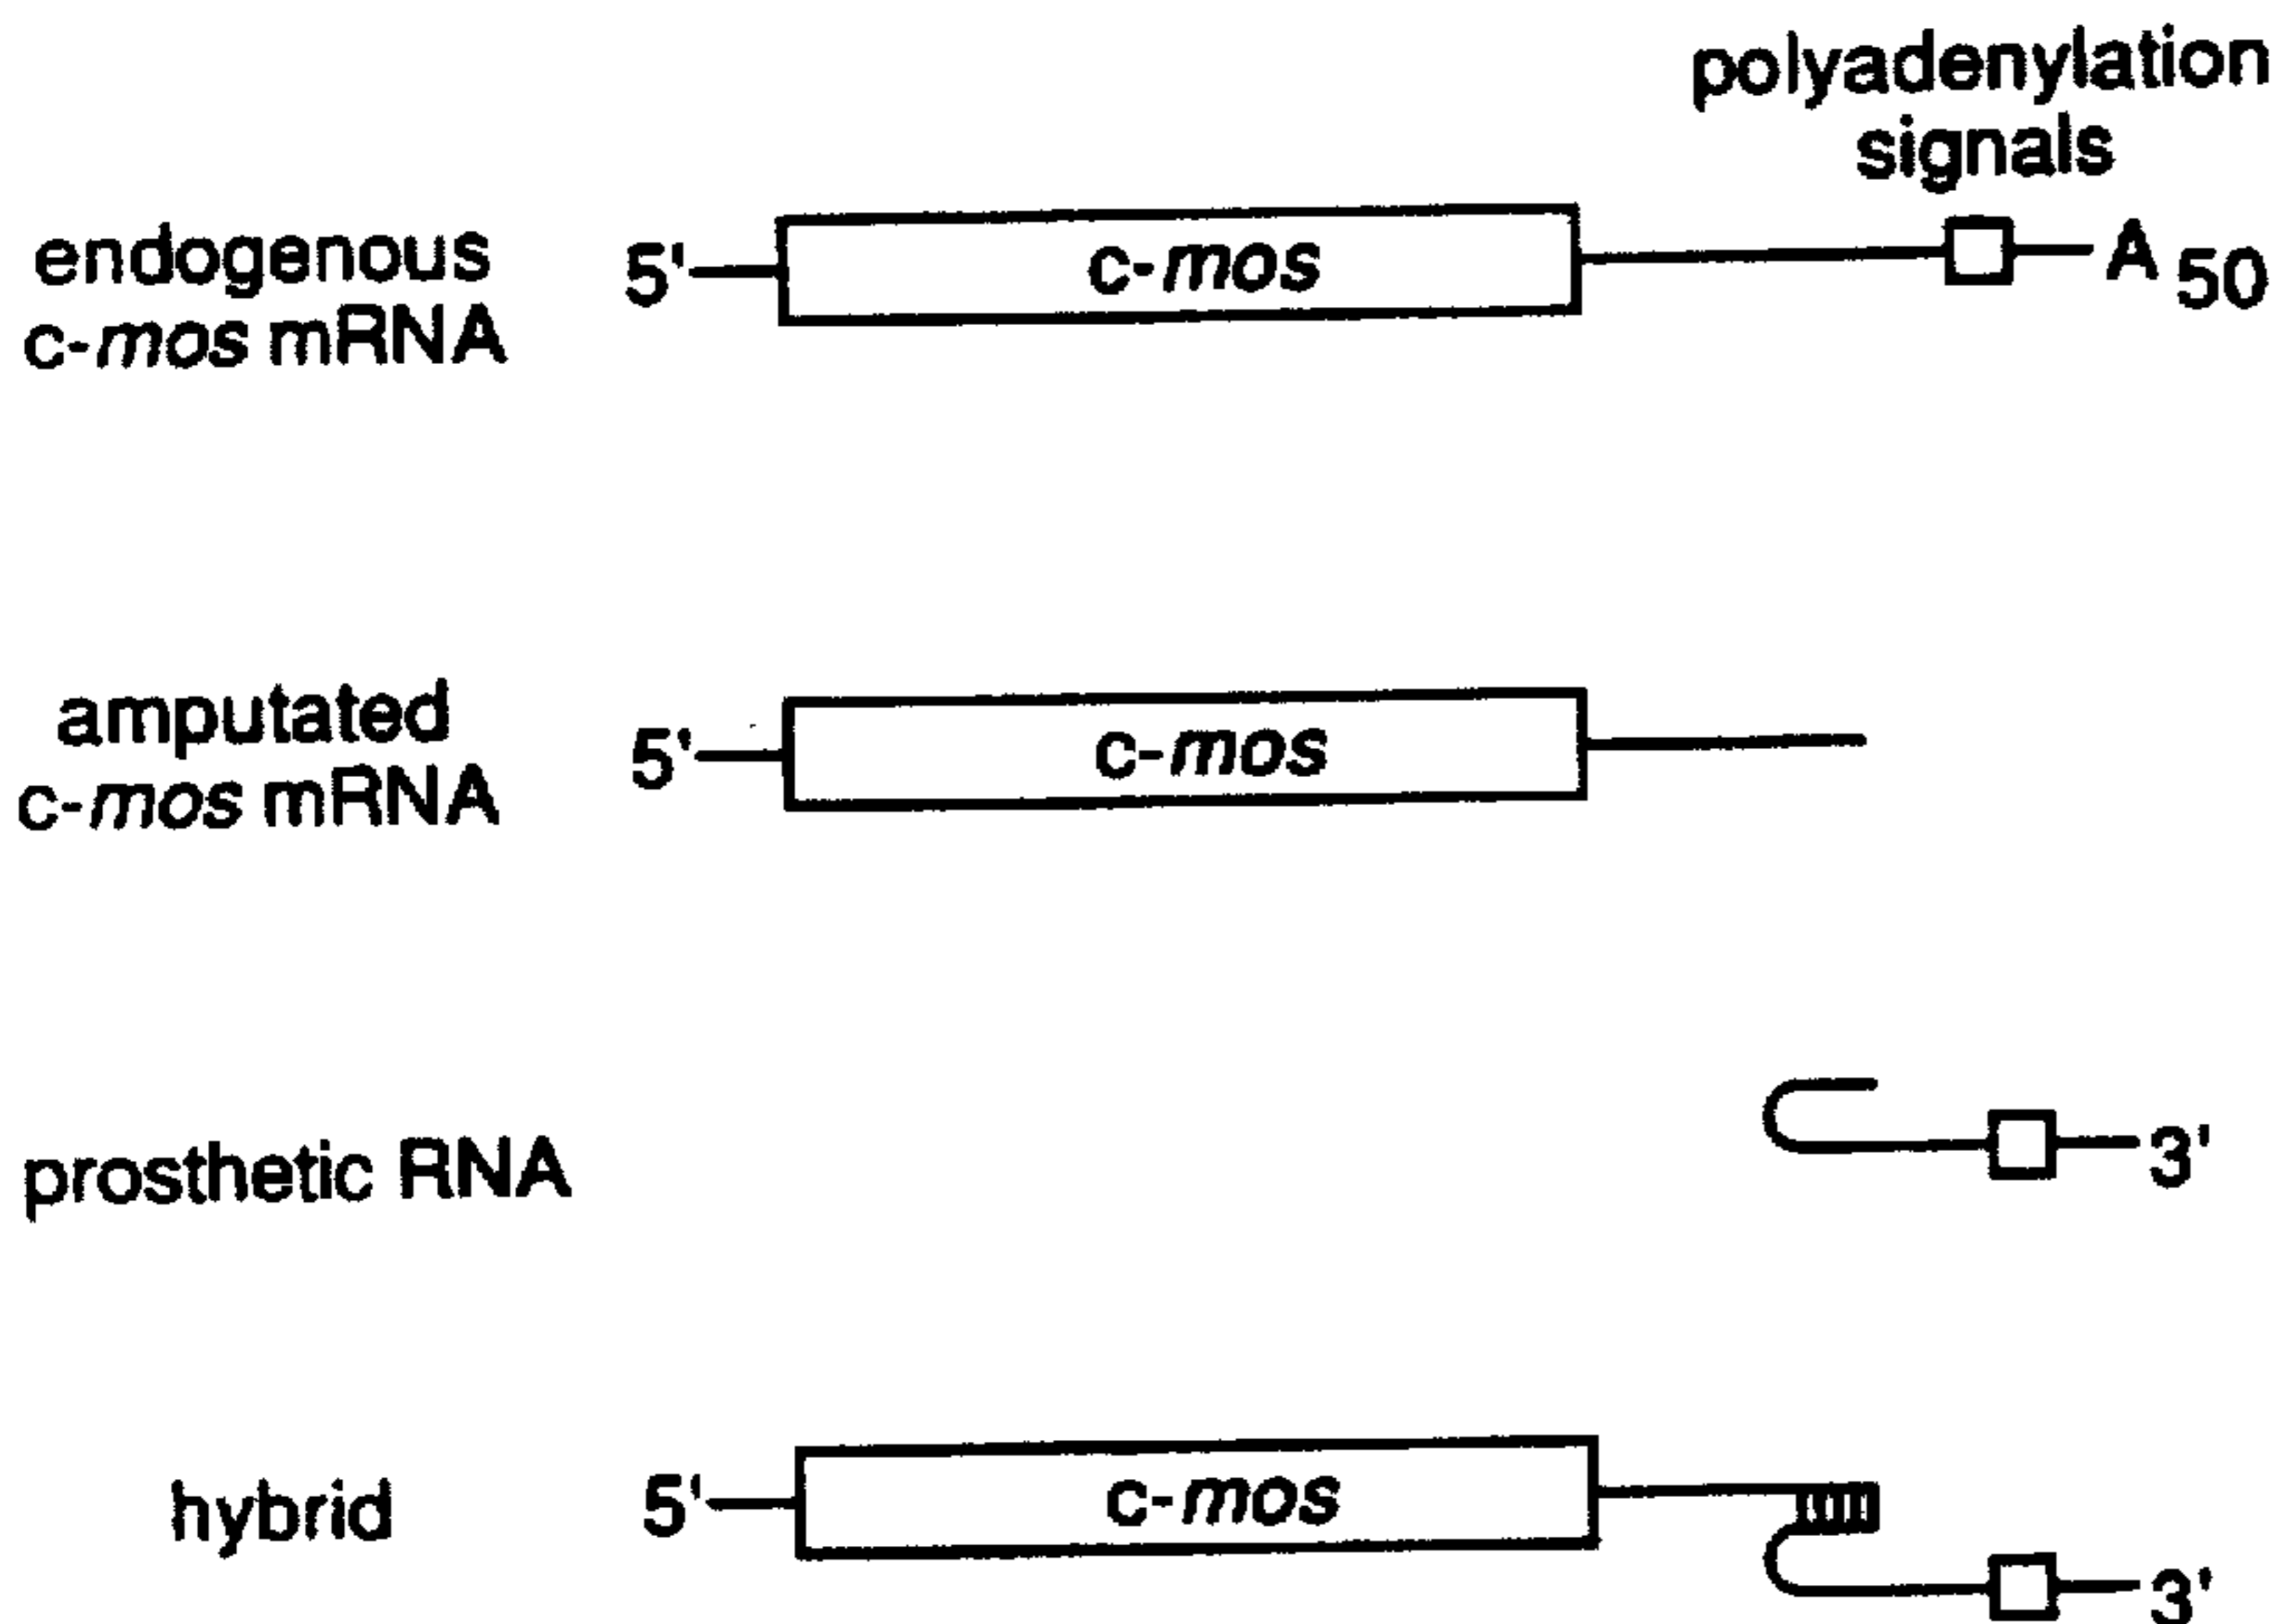 polyadenylation
signals
endogenous
c-mos mRNA
5' c-mos A 50
amputated
c-mos mRNA
5' c-mos
prosthetic RNA 3'
hybrid 5' c-mos
3'